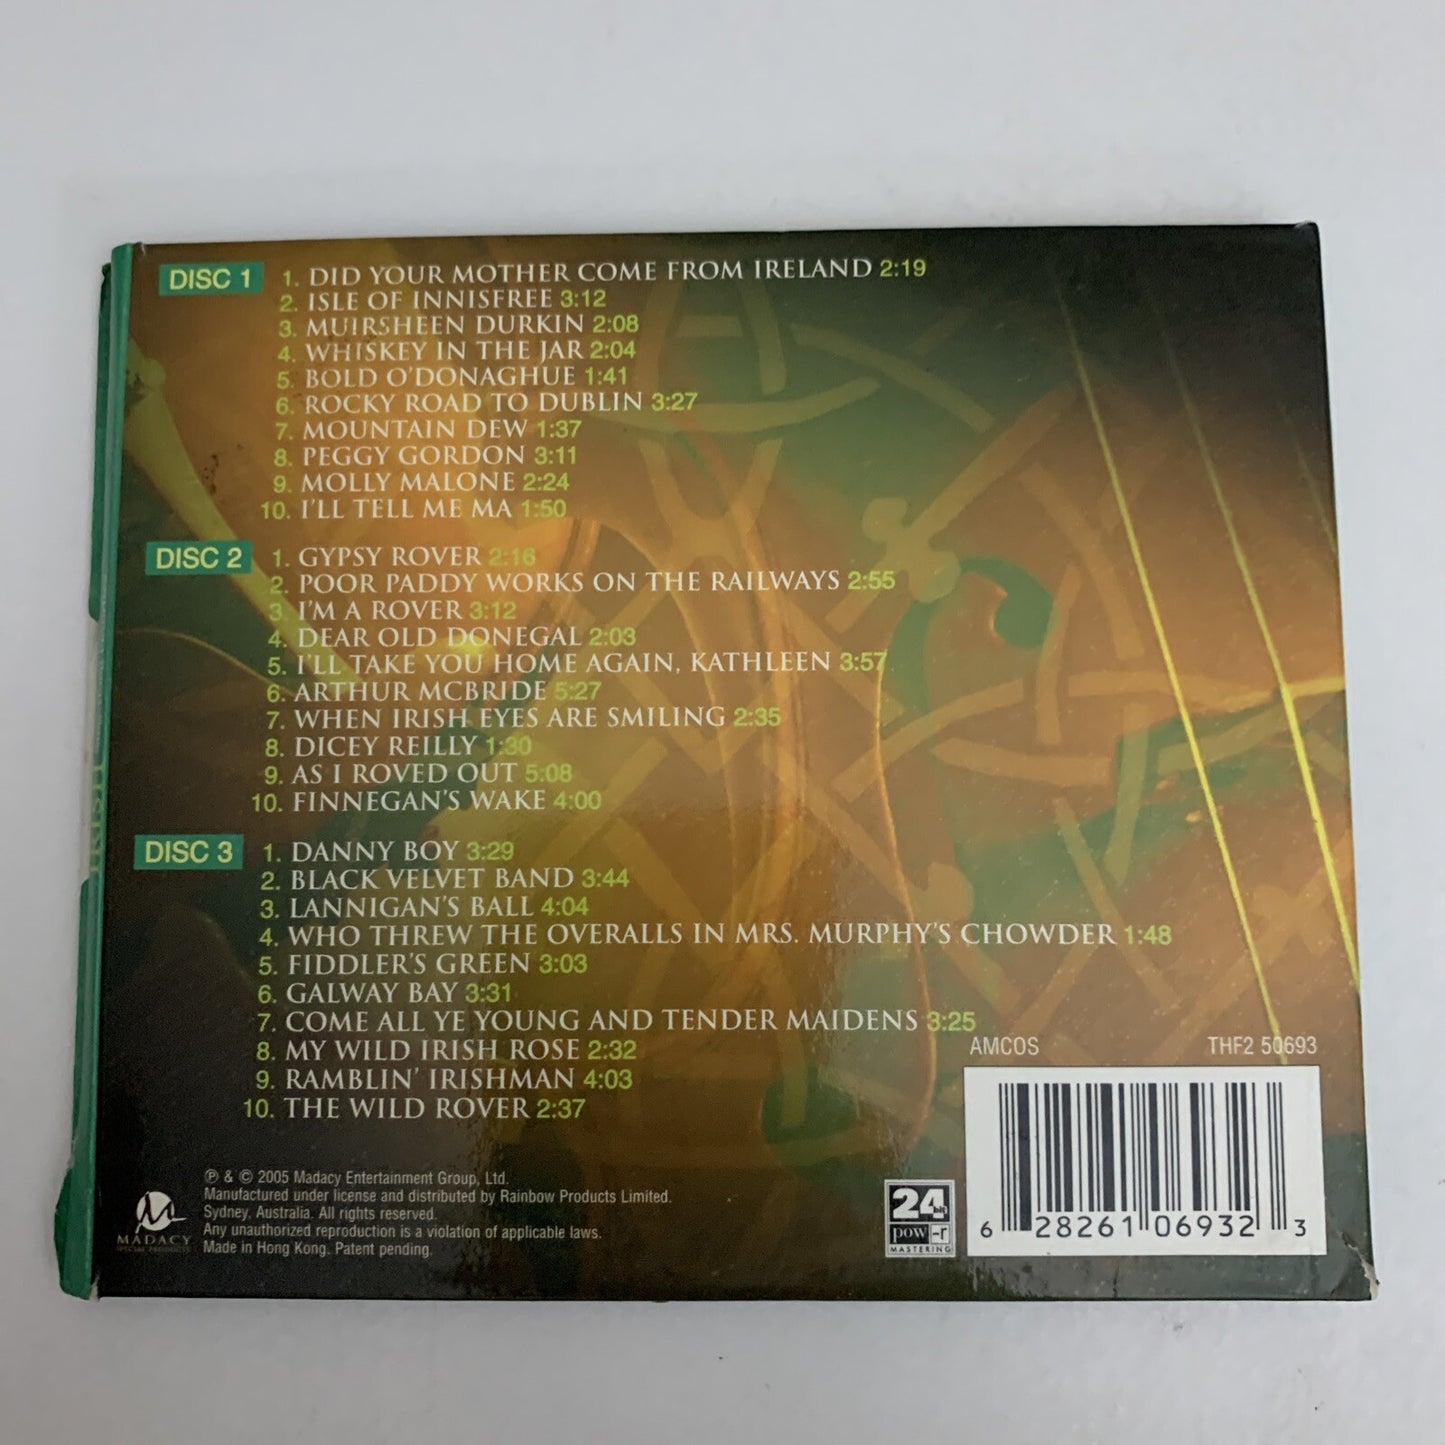 DISC 1
1. DID YOUR MOTHER COME FROM IRELAND 2:19
2. ISLE OF INNISFREE 3:12
3. MUIRSHEEN DURKIN 2:08
4. WHISKEY IN THE JAR 2:04
5. BOLD O'DONAGHUE 1:41
6. ROCKY ROAD TO DUBLIN 3:27
7. MOUNTAIN DEW 1:37
8. PEGGY GORDON 3:11
9. MOLLY MALONE 2:24
10. I'LL TELL ME MA 1:50
DISC 2
1. GYPSY ROVER 2:16
2. POOR PADDY WORKS ON THE RAILWAYS 2:55
3. I'M A ROVER 3:12
4. DEAR OLD DONEGAL 2:03
5. I'LL TAKE YOU HOME AGAIN, KATHLEEN 3:57
6. ARTHUR MCBRIDE 5:27
7. WHEN IRISH EYES ARE SMILING 2:35
8. DICEY REILLY 1:30
9. AS I ROVED OUT 5:08
10. FINNEGAN'S WAKE 4:00
DISC 3
1. DANNY BOY 3:29
2. BLACK VELVET BAND 3:44
3. LANNIGAN'S BALL 4:04
4. WHO THREW THE OVERALLS IN MRS. MURPHY'S CHOWDER 1:48
5. FIDDLER'S GREEN 3:03
6. GALWAY BAY 3:31
7. COME ALL YE YOUNG AND TENDER MAIDENS 3:25
8. MY WILD IRISH ROSE 2:32
9. RAMBLIN' IRISHMAN 4:03
10. THE WILD ROVER 2:37
AMCOS THF2 50693
℗ & © 2005 Madacy Entertainment Group, Ltd.
Manufactured under license and distributed by Rainbow Products Limited.
Sydney, Australia. All rights reserved.
Any unauthorized reproduction is a violation of applicable laws.
Made in Hong Kong. Patent pending.
MADACY
SPECIAL PRODUCTS
24 bit
pow-r
MASTERING
6 28261 06932 3
IRISH